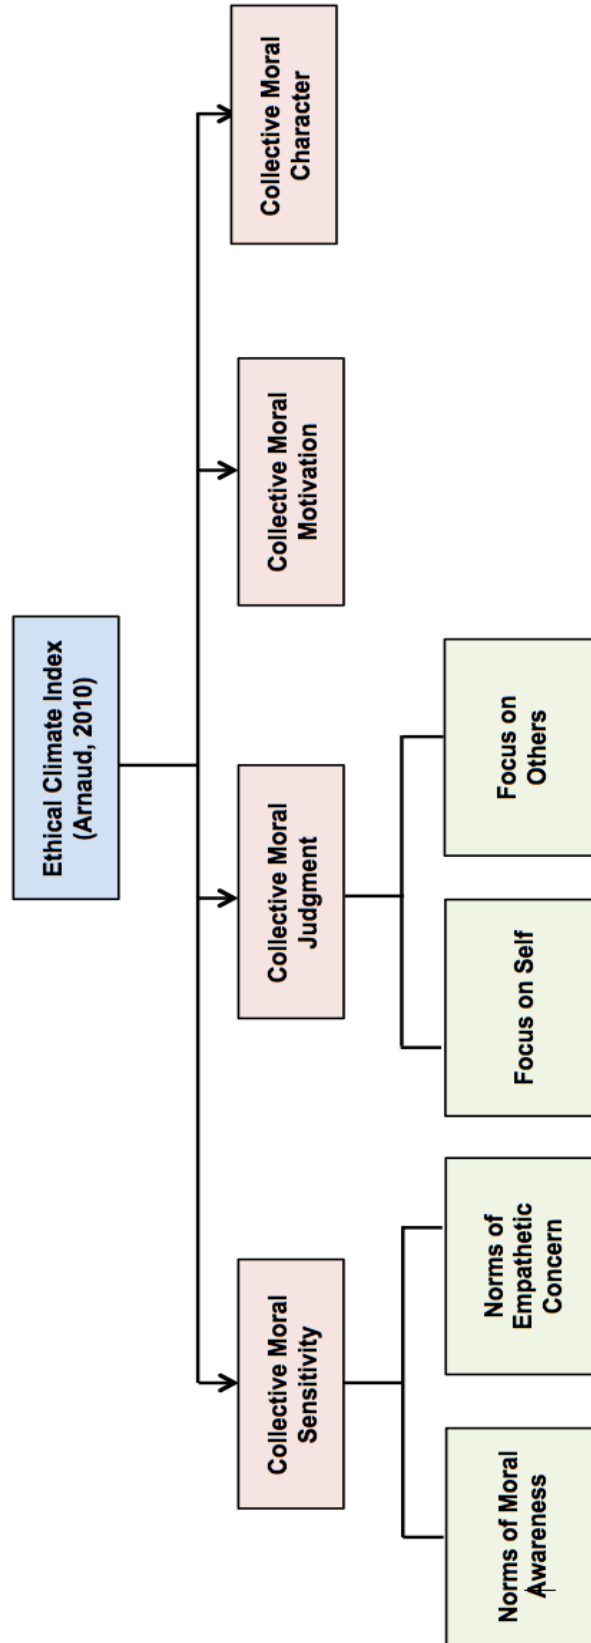 Ethical Climate Index
(Arnaud, 2010)
Collective Moral
Sensitivity
Collective Moral
Judgment
Collective Moral
Motivation
Collective Moral
Character
Norms of Moral
Awareness
Norms of
Empathetic
Concern
Focus on Self
Focus on
Others